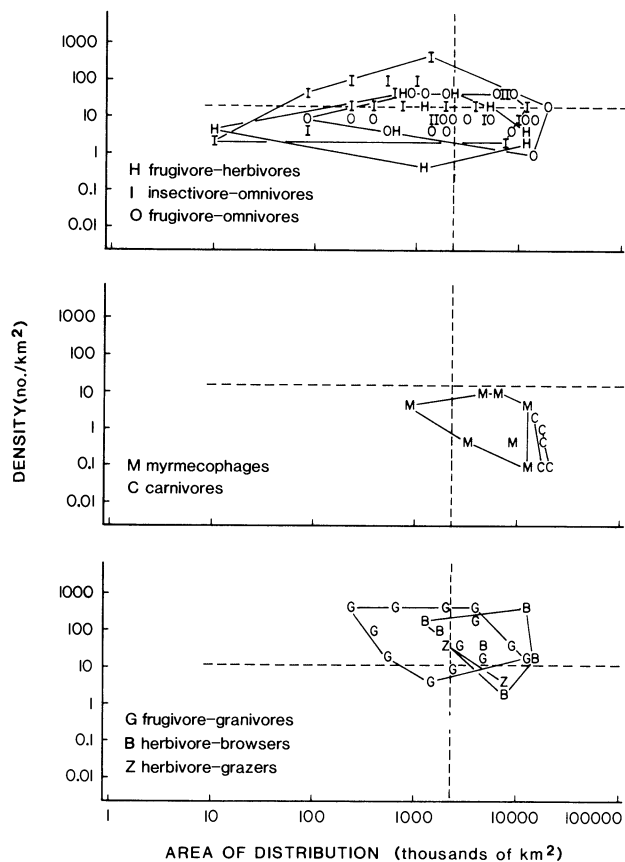 1000
100
10
1
0.1
0.01
H frugivore-herbivores
I insectivore-omnivores
O frugivore-omnivores
1000
100
10
1
0.1
0.01
M myrmecophages
C carnivores
DENSITY (no./km²)
1000
100
10
1
0.1
0.01
G frugivore-granivores
B herbivore-browsers
Z herbivore-grazers
1 10 100 1000 10000 100000
AREA OF DISTRIBUTION (thousands of km²)